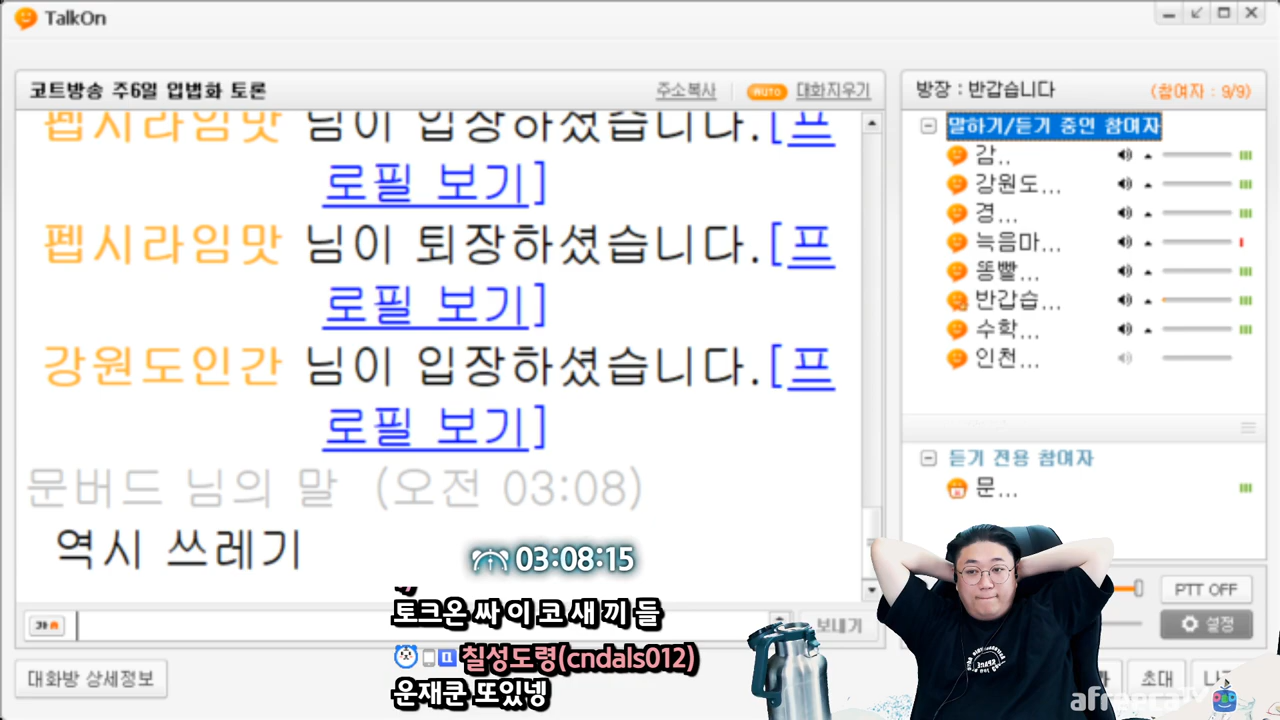 TalkOn
코트방송 주6일 입법화 토론
주소복사
AUTO
대화지우기
펩시라임맛 님이 입장하셨습니다.[프
로필 보기]
펩시라임맛 님이 퇴장하셨습니다.[프
로필 보기]
강원도인간 님이 입장하셨습니다.[프
로필 보기]
문버드 님의 말 (오전 03:08)
역시 쓰레기
03:08:15
토크온 싸 이 코 새 끼 들
칠성도령(cndals012)
운재쿤 또있넹
가
보내기
대화방 상세정보
방장 : 반갑습니다
(참여자 : 9/9)
말하기/듣기 중인 참여자
감..
강원도...
경...
늑음마...
똥빨...
반갑습...
수학...
인천...
듣기 전용 참여자
문...
PTT OFF
설정
초대
afreecaTV